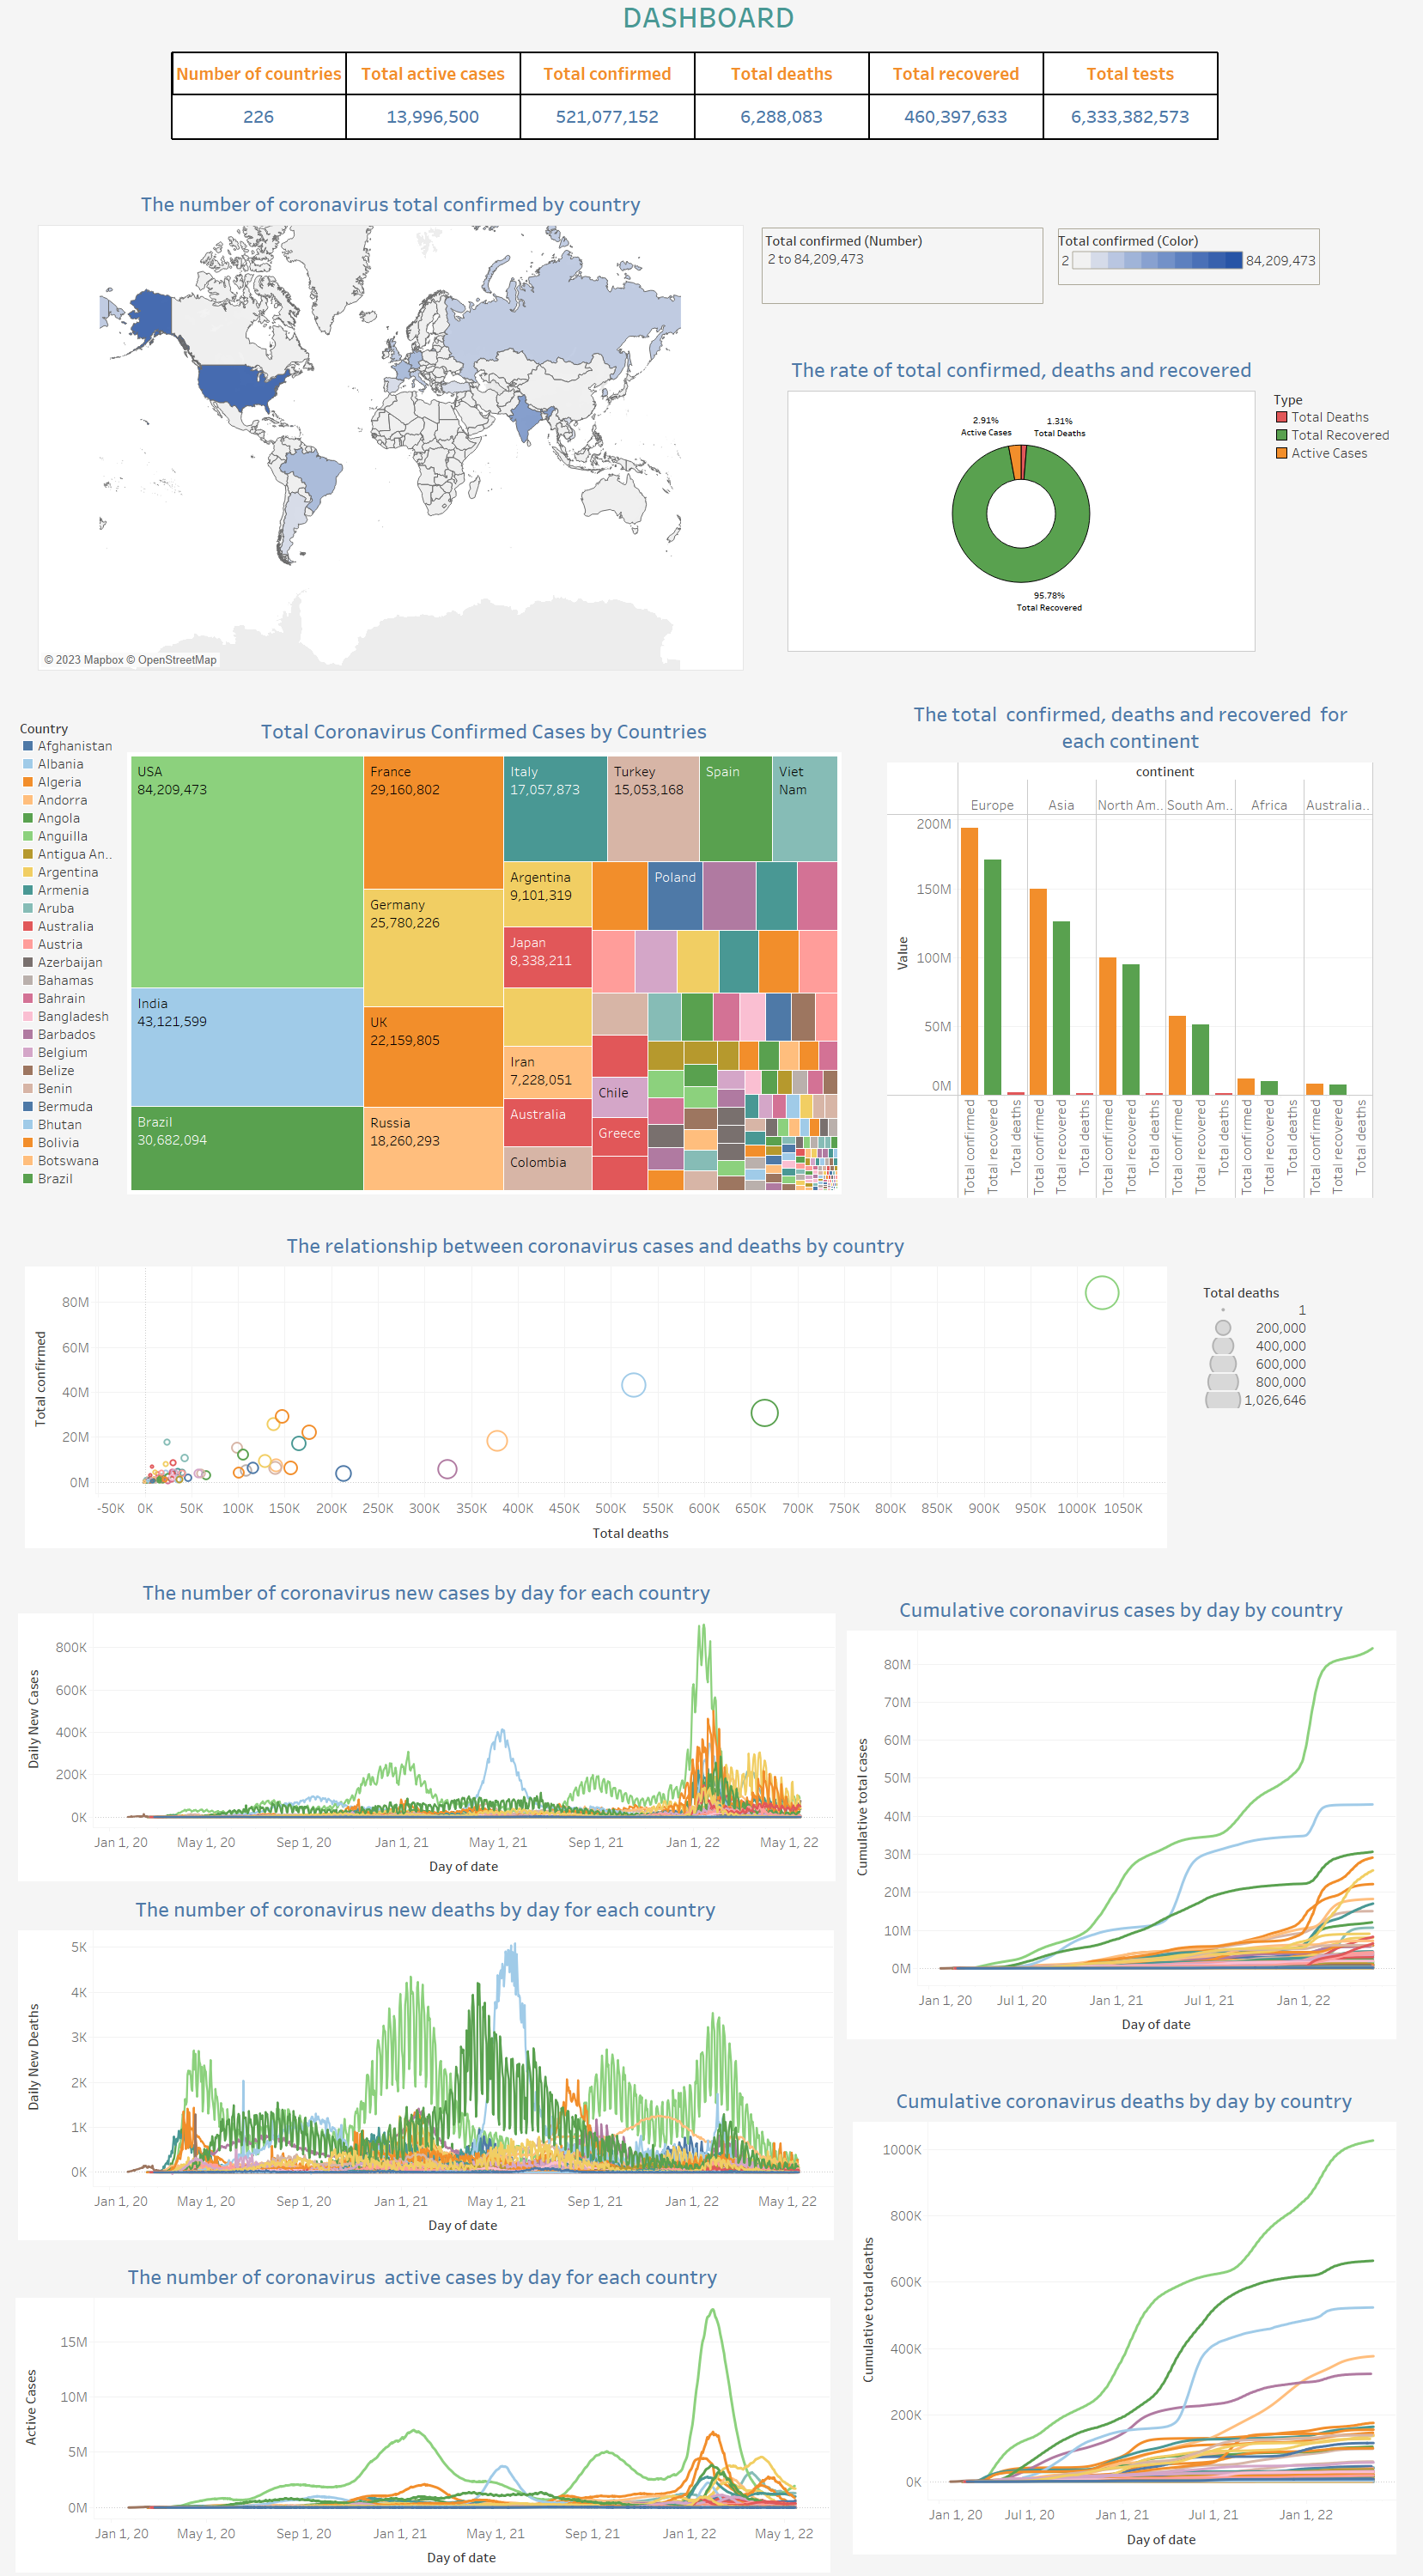 DASHBOARD
Number of countries Total active cases Total confirmed Total deaths Total recovered Total tests
226 13,996,500 521,077,152 6,288,083 460,397,633 6,333,382,573
The number of coronavirus total confirmed by country
© 2023 Mapbox © OpenStreetMap
Total confirmed (Number)
2 to 84,209,473
Total confirmed (Color)
2 84,209,473
The rate of total confirmed, deaths and recovered
2.91%
Active Cases
1.31%
Total Deaths
95.78%
Total Recovered
Type
Total Deaths
Total Recovered
Active Cases
Country
Afghanistan
Albania
Algeria
Andorra
Angola
Anguilla
Antigua An..
Argentina
Armenia
Aruba
Australia
Austria
Azerbaijan
Bahamas
Bahrain
Bangladesh
Barbados
Belgium
Belize
Benin
Bermuda
Bhutan
Bolivia
Botswana
Brazil
Total Coronavirus Confirmed Cases by Countries
USA
84,209,473
India
43,121,599
Brazil
30,682,094
France
29,160,802
Germany
25,780,226
UK
22,159,805
Russia
18,260,293
Italy
17,057,873
Turkey
15,053,168
Spain
Viet
Nam
Argentina
9,101,319
Japan
8,338,211
Iran
7,228,051
Australia
Colombia
Poland
Chile
Greece
The total confirmed, deaths and recovered for
each continent
continent
Europe Asia North Am.. South Am.. Africa Australia..
200M
150M
100M
50M
0M
Value
Total confirmed
Total recovered
Total deaths
Total confirmed
Total recovered
Total deaths
Total confirmed
Total recovered
Total deaths
Total confirmed
Total recovered
Total deaths
Total confirmed
Total recovered
Total deaths
Total confirmed
Total recovered
Total deaths
The relationship between coronavirus cases and deaths by country
80M
60M
40M
20M
0M
Total confirmed
-50K 0K 50K 100K 150K 200K 250K 300K 350K 400K 450K 500K 550K 600K 650K 700K 750K 800K 850K 900K 950K 1000K 1050K
Total deaths
Total deaths
1
200,000
400,000
600,000
800,000
1,026,646
The number of coronavirus new cases by day for each country
800K
600K
400K
200K
0K
Daily New Cases
Jan 1, 20 May 1, 20 Sep 1, 20 Jan 1, 21 May 1, 21 Sep 1, 21 Jan 1, 22 May 1, 22
Day of date
Cumulative coronavirus cases by day by country
80M
70M
60M
50M
40M
30M
20M
10M
0M
Cumulative total cases
Jan 1, 20 Jul 1, 20 Jan 1, 21 Jul 1, 21 Jan 1, 22
Day of date
The number of coronavirus new deaths by day for each country
5K
4K
3K
2K
1K
0K
Daily New Deaths
Jan 1, 20 May 1, 20 Sep 1, 20 Jan 1, 21 May 1, 21 Sep 1, 21 Jan 1, 22 May 1, 22
Day of date
Cumulative coronavirus deaths by day by country
1000K
800K
600K
400K
200K
0K
Cumulative total deaths
Jan 1, 20 Jul 1, 20 Jan 1, 21 Jul 1, 21 Jan 1, 22
Day of date
The number of coronavirus active cases by day for each country
15M
10M
5M
0M
Active Cases
Jan 1, 20 May 1, 20 Sep 1, 20 Jan 1, 21 May 1, 21 Sep 1, 21 Jan 1, 22 May 1, 22
Day of date